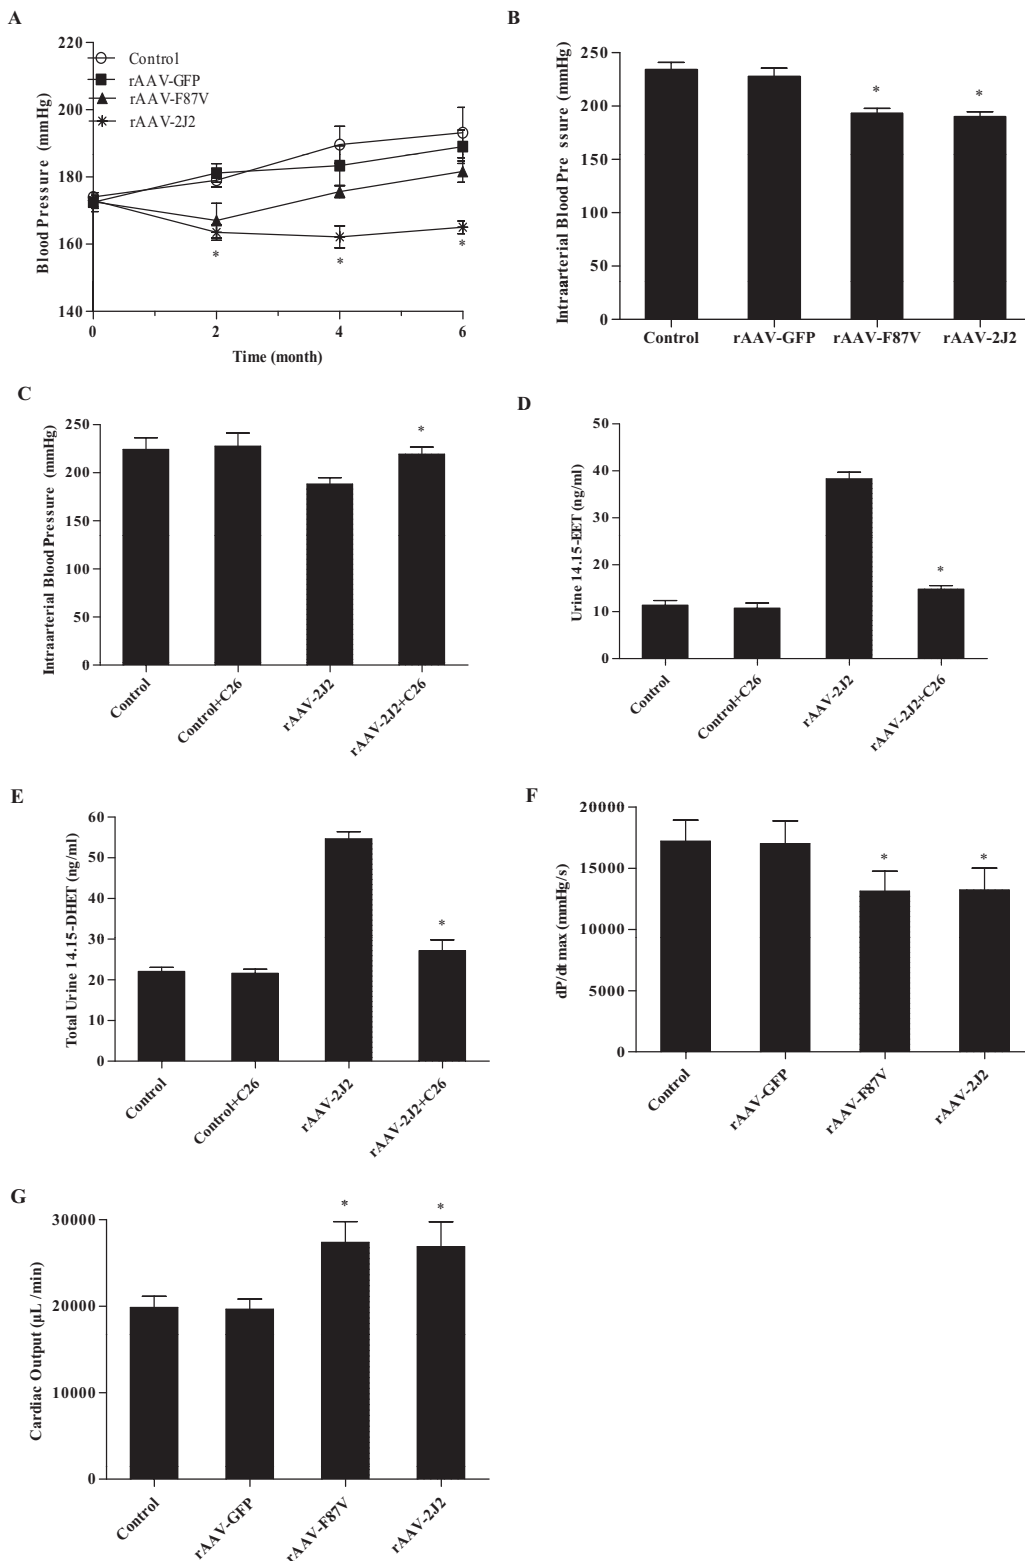 A
220
200
180
160
140
Blood Pressure (mmHg)
Control
rAAV-GFP
rAAV-F87V
rAAV-2J2
* * *
0 2 4 6
Time (month)
B
250
200
150
200
50
0
Intraarterial Blood Pre ssure (mmHg)
* *
Control rAAV-GFP rAAV-F87V rAAV-2J2
C
250
200
150
100
50
0
Intraarterial Blood Pressure (mmHg)
*
Control Control+C26 rAAV-2J2 rAAV-2J2+C26
D
50
40
30
20
10
0
Urine 14.15-EET (ng/ml)
*
Control Control+C26 rAAV-2J2 rAAV-2J2+C26
E
60
50
30
20
10
0
Total Urine 14.15-DHET (ng/ml)
*
Control Control+C26 rAAV-2J2 rAAV-2J2+C26
F
20000
15000
10000
5000
0
dP/dt max (mmHg/s)
* *
Control rAAV-GFP rAAV-F87V rAAV-2J2
G
30000
20000
10000
0
Cardiac Output (µL /min)
* *
Control rAAV-GFP rAAV-F87V rAAV-2J2